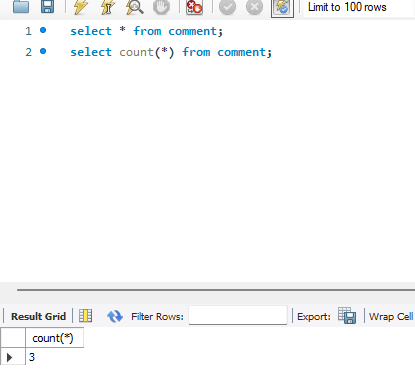 Limit to 100 rows
1 select * from comment;
2 select count(*) from comment;
Result Grid Filter Rows: Export: Wrap Cell
count(*)
3